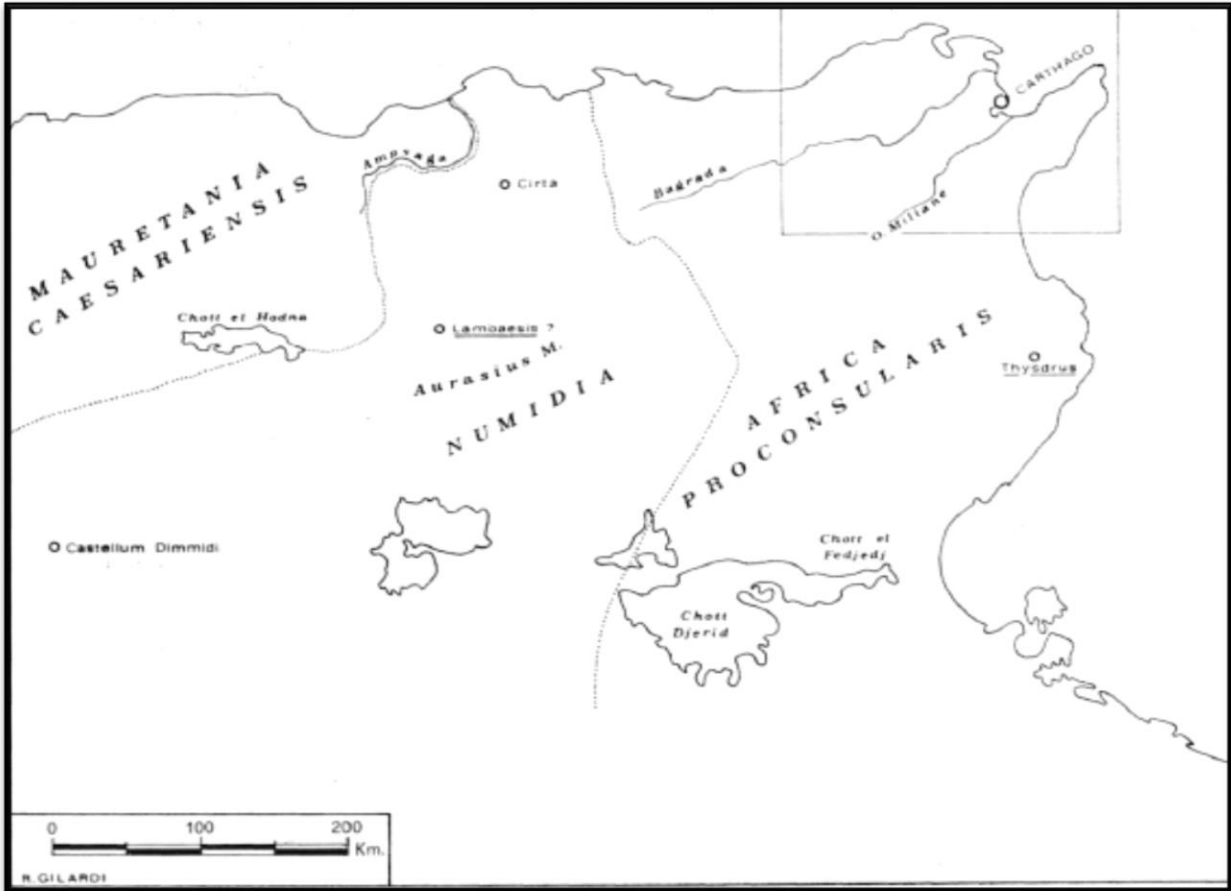 CARTHAGO
Ampsaga
Cirta
Bagrada
O. Miliane
MAURETANIA
CAESARIENSIS
Chott el Hodna
Lambaesis ?
Aurasius M.
NUMIDIA
AFRICA
PROCONSULARIS
Thysdrus
Castellum Dimmidi
Chott el
Fedjedj
Chott
Djerid
0 100 200
Km.
R. GILARDI